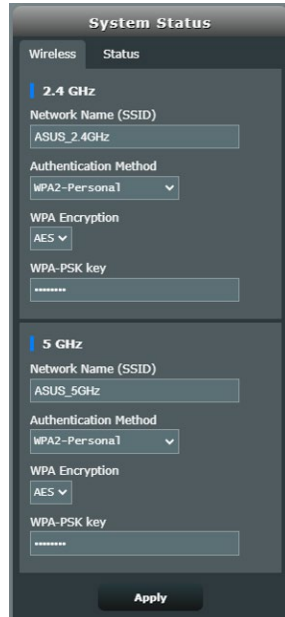 System Status
Wireless Status
2.4 GHz
Network Name (SSID)
ASUS_2.4GHz
Authentication Method
WPA2-Personal
WPA Encryption
AES
WPA-PSK key
••••••••
5 GHz
Network Name (SSID)
ASUS_5GHz
Authentication Method
WPA2-Personal
WPA Encryption
AES
WPA-PSK key
••••••••
Apply